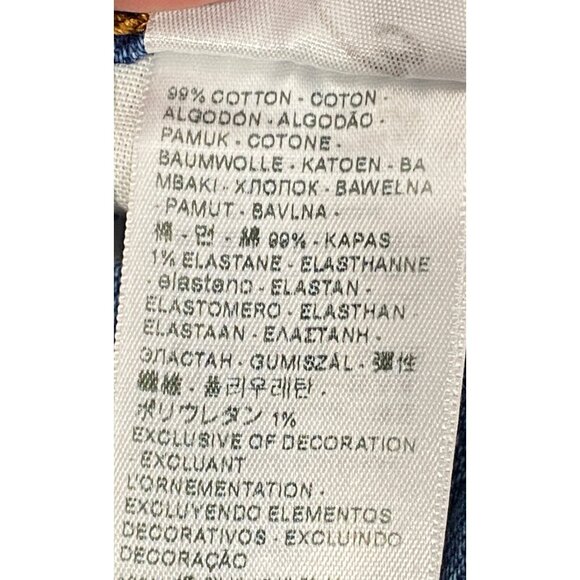 99% COTTON - COTON -
ALGODÓN - ALGODÃO -
PAMUK - COTONE -
BAUMWOLLE - KATOEN - BA
MBAKI - ХЛОПОК - BAWEŁNA
- PAMUT - BAVLNA -
棉 - 면 - 綿 99% - KAPAS
1% ELASTANE - ELASTHANNE
- elastano - ELASTAN -
ELASTOMERO - ELASTHAN -
ELASTAAN - ΕΛΑΣΤΑΝΗ -
ЭЛАСТАН - GUMISZÁL - 彈性
纖維 - 폴리우레탄 -
ポリウレタン 1%
EXCLUSIVE OF DECORATION
- EXCLUANT
L'ORNEMENTATION -
EXCLUYENDO ELEMENTOS
DECORATIVOS - EXCLUINDO
DECORAÇÃO